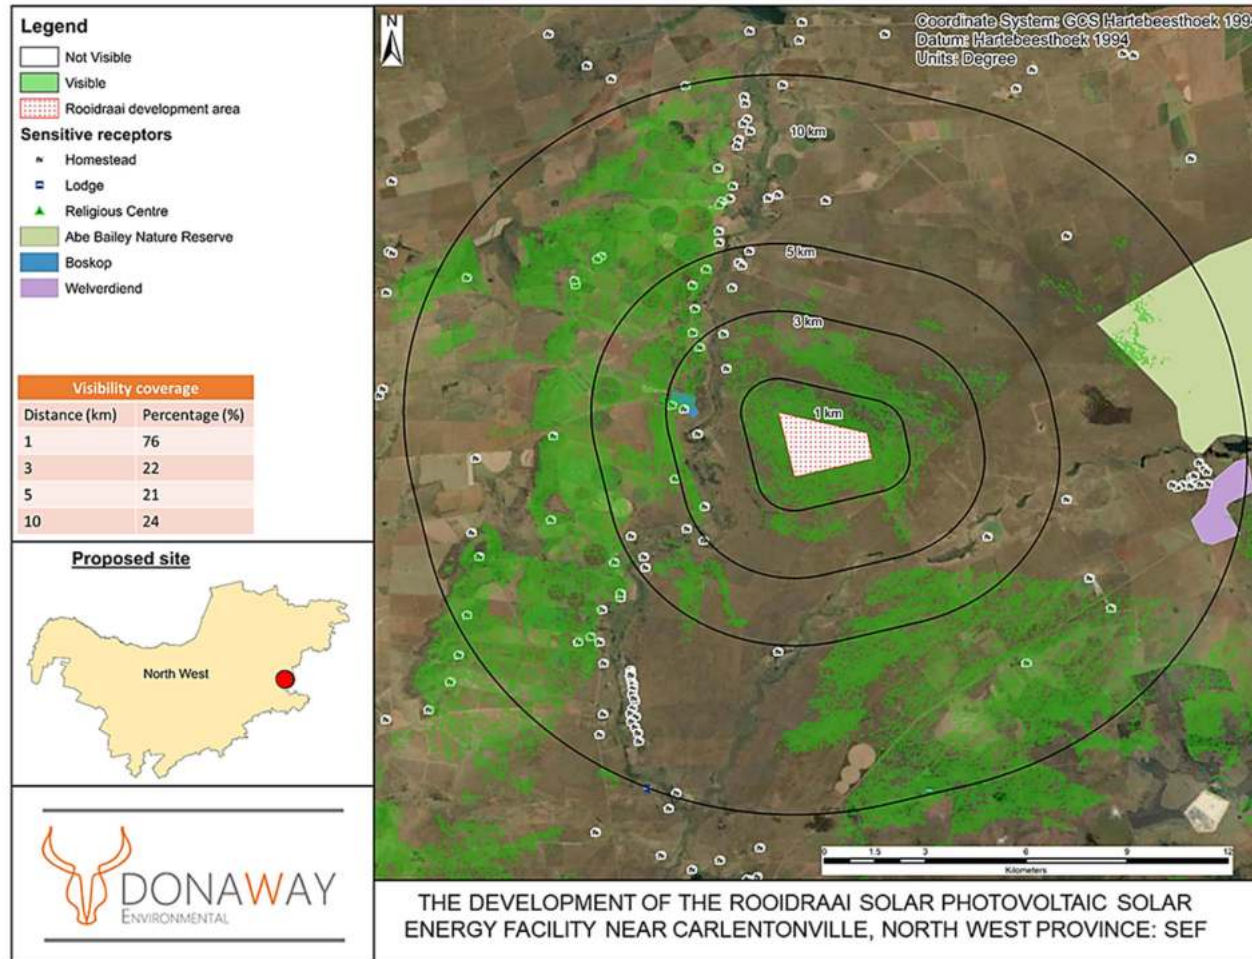 Legend
Not Visible
Visible
Rooidraai development area
Sensitive receptors
Homestead
Lodge
Religious Centre
Abe Bailey Nature Reserve
Boskop
Welverdiend
Visibility coverage
Distance (km) Percentage (%)
1 76
3 22
5 21
10 24
Proposed site
North West
DONAWAY
ENVIRONMENTAL
N
Coordinate System: GCS Hartebeesthoek 1994
Datum: Hartebeesthoek 1994
Units: Degree
10 km
5 km
3 km
1 km
0 1.5 3 6 9 12
Kilometers
THE DEVELOPMENT OF THE ROOIDRAAI SOLAR PHOTOVOLTAIC SOLAR
ENERGY FACILITY NEAR CARLENTONVILLE, NORTH WEST PROVINCE: SEF